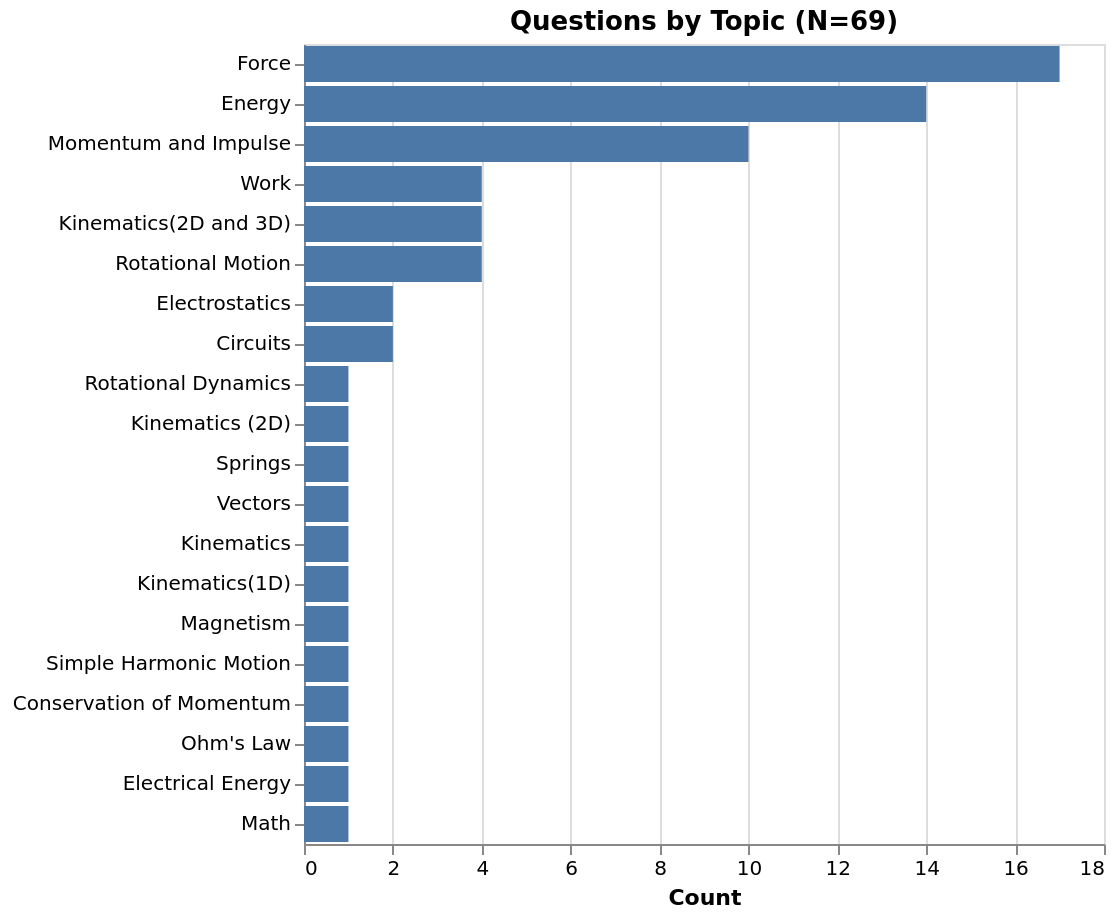 Questions by Topic (N=69)
Force
Energy
Momentum and Impulse
Work
Kinematics(2D and 3D)
Rotational Motion
Electrostatics
Circuits
Rotational Dynamics
Kinematics (2D)
Springs
Vectors
Kinematics
Kinematics(1D)
Magnetism
Simple Harmonic Motion
Conservation of Momentum
Ohm's Law
Electrical Energy
Math
0 2 4 6 8 10 12 14 16 18
Count